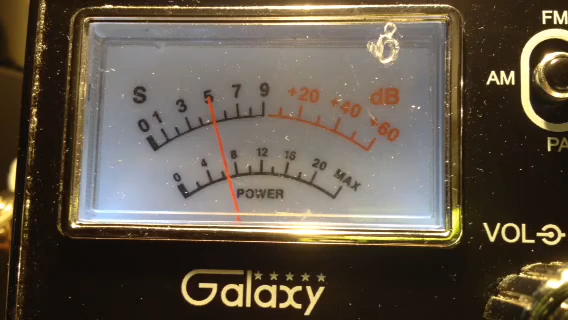 FM
AM
PA
S 0 1 3 5 7 9 +20 +40 +60 dB
0 4 8 12 16 20 MAX
POWER
VOL
Galaxy